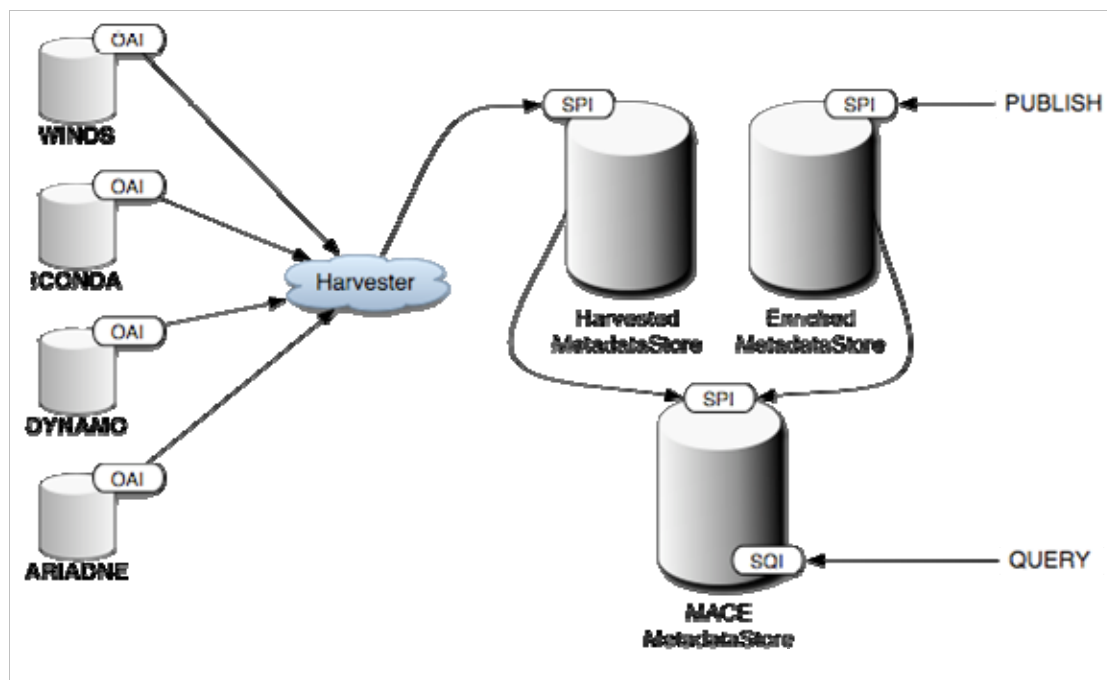 OAI
WINDS
OAI
ICONDA
OAI
DYNAMO
OAI
ARIADNE
Harvester
SPI
Harvested
MetadataStore
SPI
Enriched
MetadataStore
PUBLISH
SPI
SQI
MACE
MetadataStore
QUERY